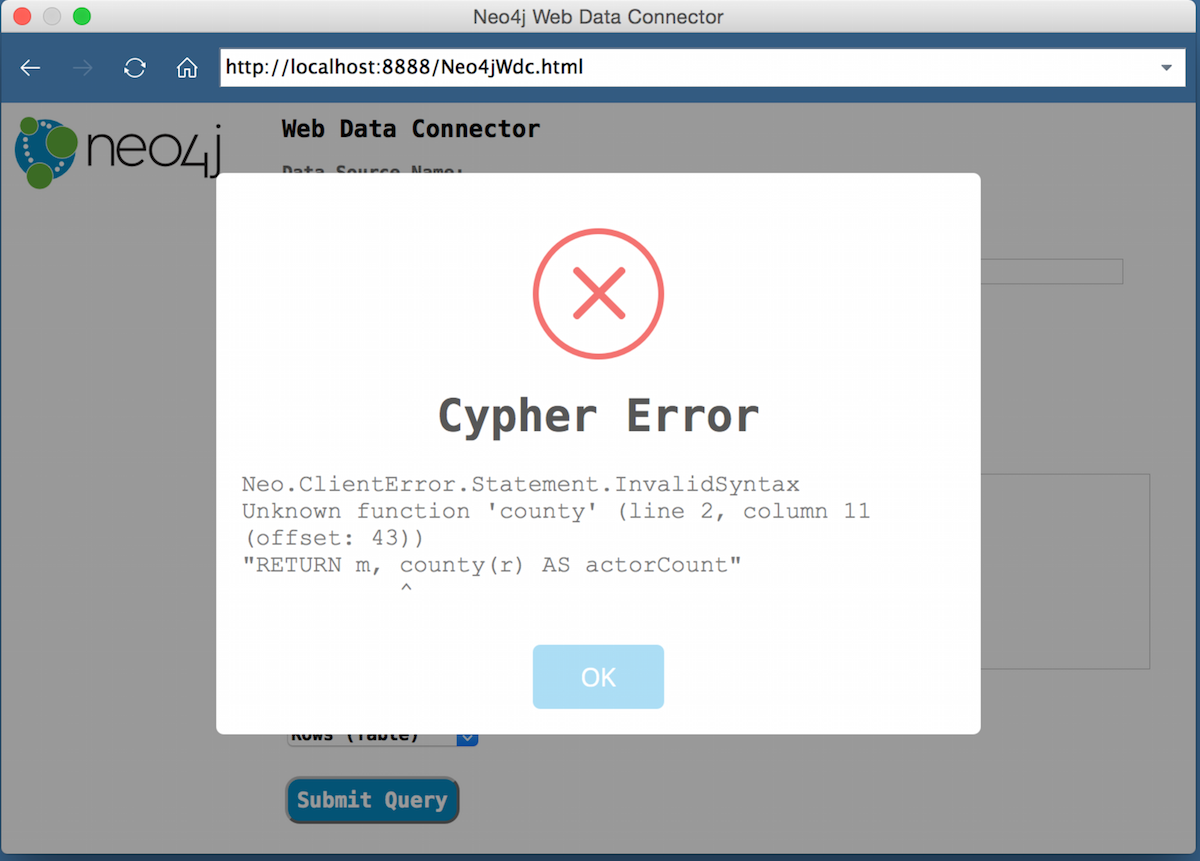 Neo4j Web Data Connector
http://localhost:8888/Neo4jWdc.html
neo4j
Web Data Connector
Data Source Name:
Cypher Error
Neo.ClientError.Statement.InvalidSyntax
Unknown function 'county' (line 2, column 11
(offset: 43))
"RETURN m, county(r) AS actorCount"
^
OK
Rows (Table)
Submit Query